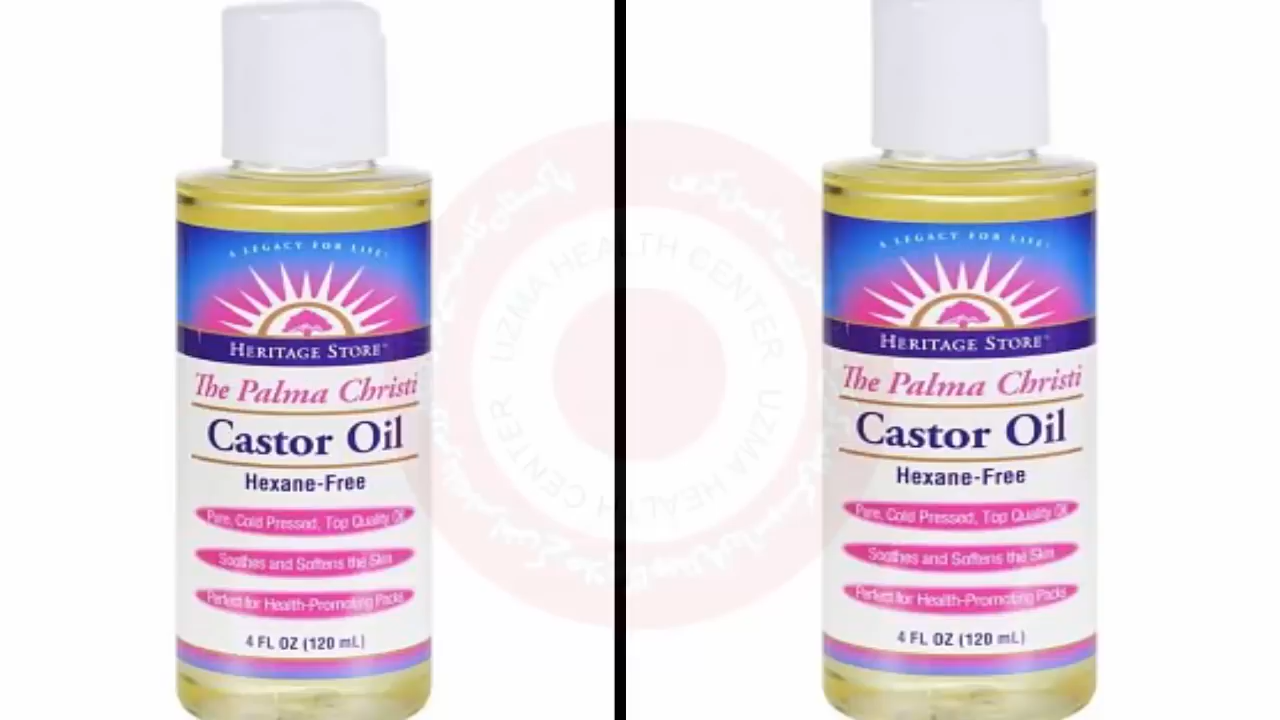 A LEGACY FOR LIFE
HERITAGE STORE
The Palma Christi
Castor Oil
Hexane-Free
Pure, Cold Pressed, Top Quality Oil
Soothes and Softens the Skin
Perfect for Health-Promoting Packs
4 FL OZ (120 mL)
UZMA HEALTH CENTER
UZMA HEALTH CENTER
A LEGACY FOR LIFE
HERITAGE STORE
The Palma Christi
Castor Oil
Hexane-Free
Pure, Cold Pressed, Top Quality Oil
Soothes and Softens the Skin
Perfect for Health-Promoting Packs
4 FL OZ (120 mL)